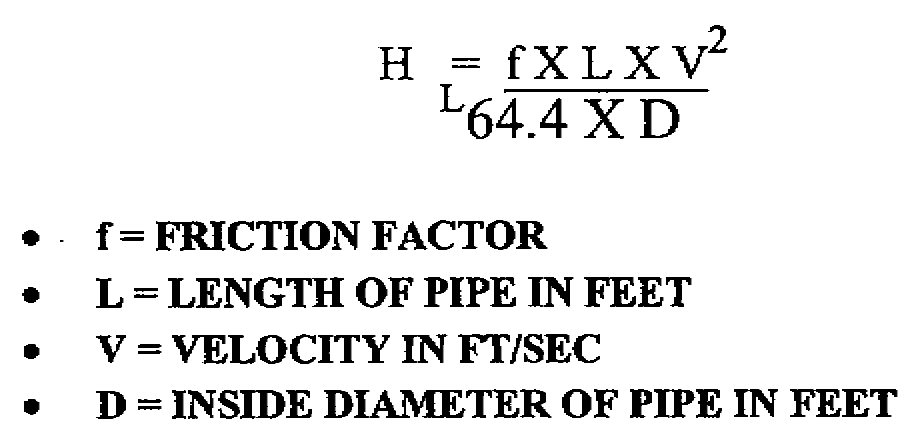 H = f X L X V²
L 64.4 X D
• f = FRICTION FACTOR
• L = LENGTH OF PIPE IN FEET
• V = VELOCITY IN FT/SEC
• D = INSIDE DIAMETER OF PIPE IN FEET